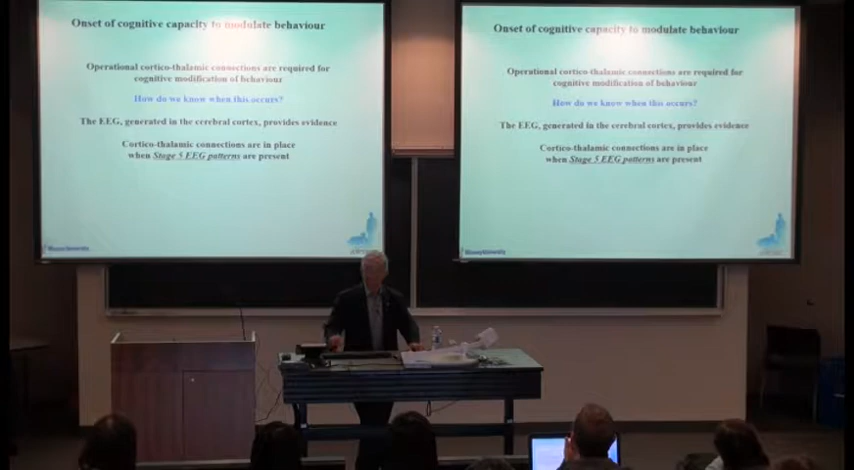 Onset of cognitive capacity to modulate behaviour
Operational cortico-thalamic connections are required for
cognitive modification of behaviour
How do we know when this occurs?
The EEG, generated in the cerebral cortex, provides evidence
Cortico-thalamic connections are in place
when Stage 5 EEG patterns are present
Massey University
Onset of cognitive capacity to modulate behaviour
Operational cortico-thalamic connections are required for
cognitive modification of behaviour
How do we know when this occurs?
The EEG, generated in the cerebral cortex, provides evidence
Cortico-thalamic connections are in place
when Stage 5 EEG patterns are present
Massey University